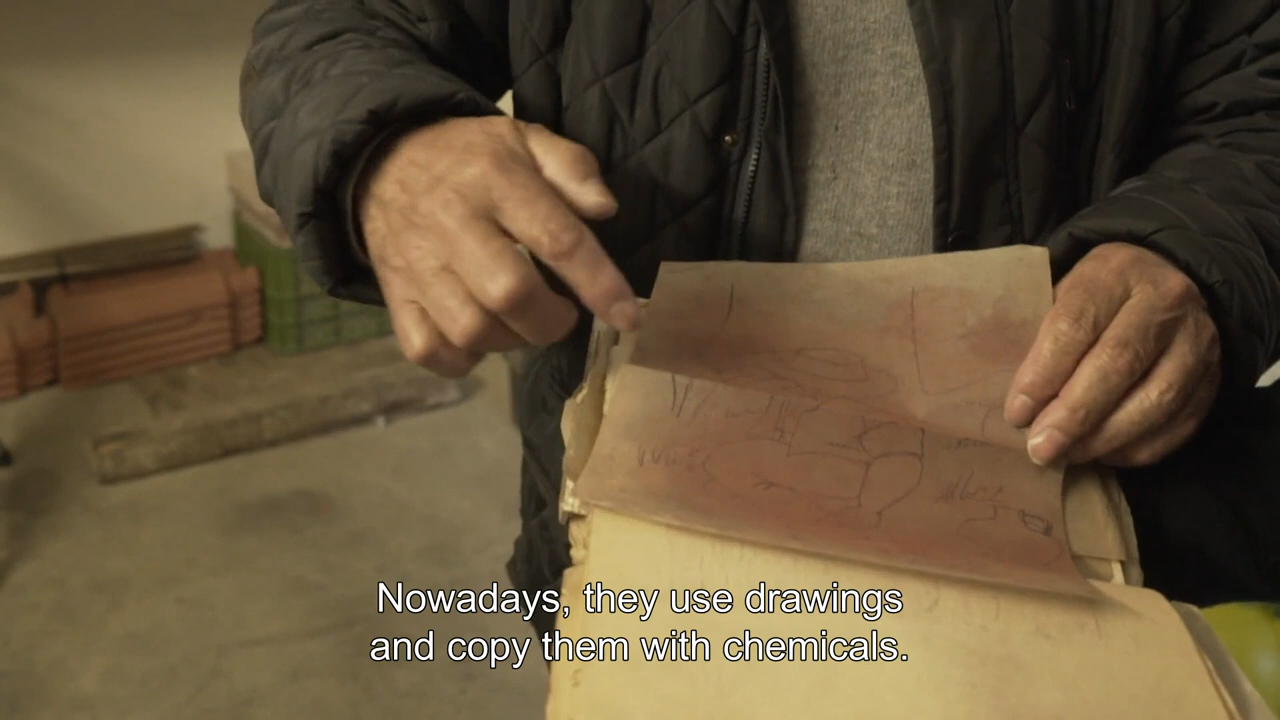 Nowadays, they use drawings
and copy them with chemicals.